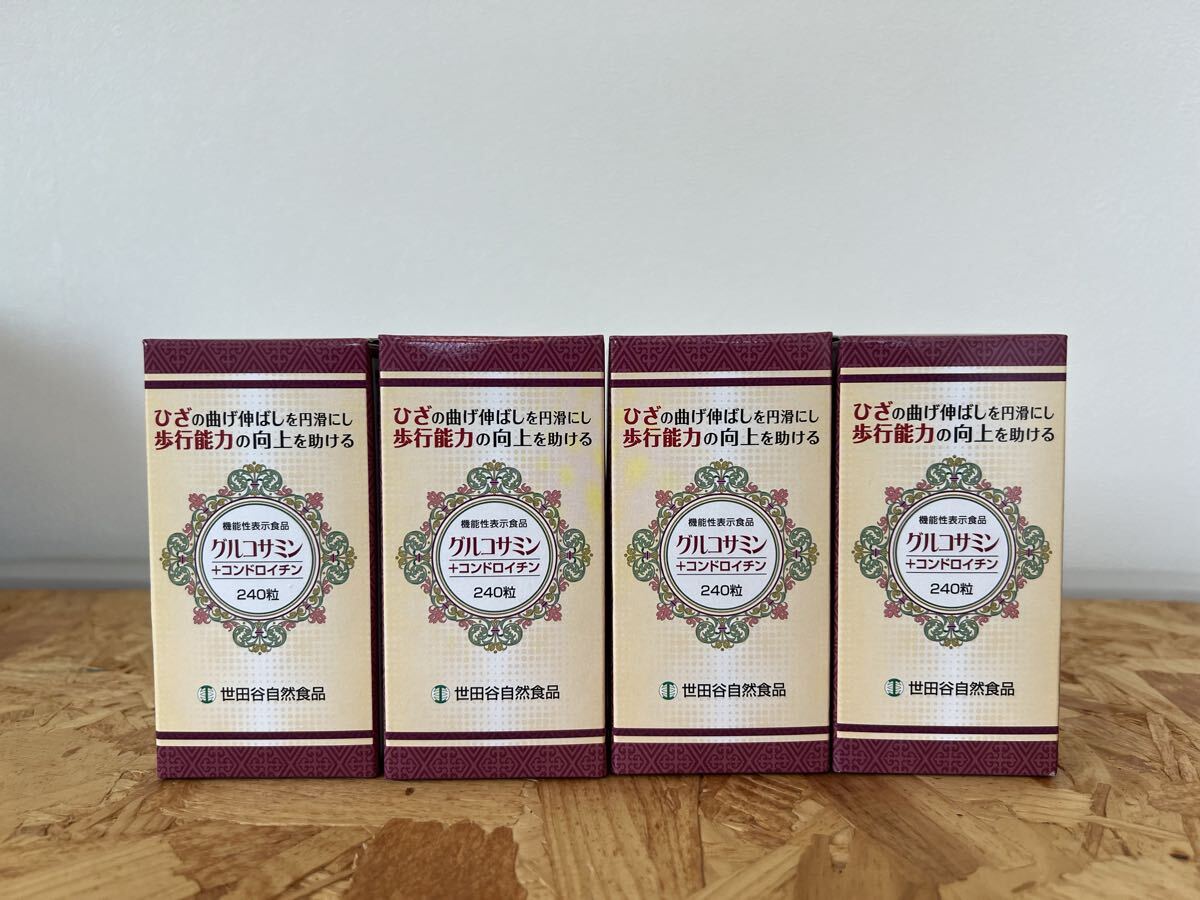 ひざの曲げ伸ばしを円滑にし
歩行能力の向上を助ける
機能性表示食品
グルコサミン
+コンドロイチン
240粒
世田谷自然食品
ひざの曲げ伸ばしを円滑にし
歩行能力の向上を助ける
機能性表示食品
グルコサミン
+コンドロイチン
240粒
世田谷自然食品
ひざの曲げ伸ばしを円滑にし
歩行能力の向上を助ける
機能性表示食品
グルコサミン
+コンドロイチン
240粒
世田谷自然食品
ひざの曲げ伸ばしを円滑にし
歩行能力の向上を助ける
機能性表示食品
グルコサミン
+コンドロイチン
240粒
世田谷自然食品